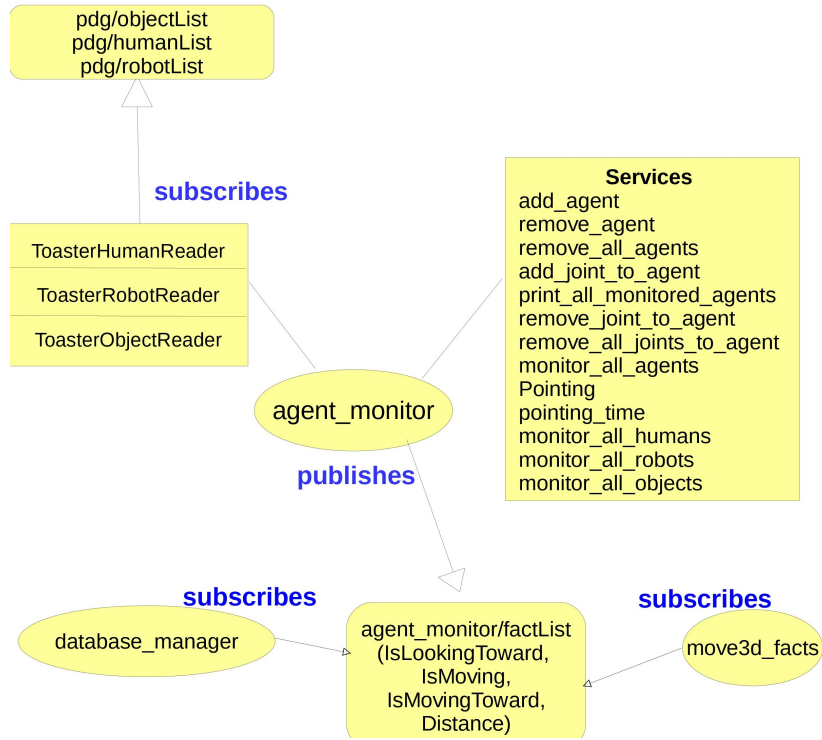 pdg/objectList
pdg/humanList
pdg/robotList
subscribes
ToasterHumanReader
ToasterRobotReader
ToasterObjectReader
Services
add_agent
remove_agent
remove_all_agents
add_joint_to_agent
print_all_monitored_agents
remove_joint_to_agent
remove_all_joints_to_agent
monitor_all_agents
Pointing
pointing_time
monitor_all_humans
monitor_all_robots
monitor_all_objects
agent_monitor
publishes
subscribes
database_manager
agent_monitor/factList
(IsLookingToward,
IsMoving,
IsMovingToward,
Distance)
subscribes
move3d_facts